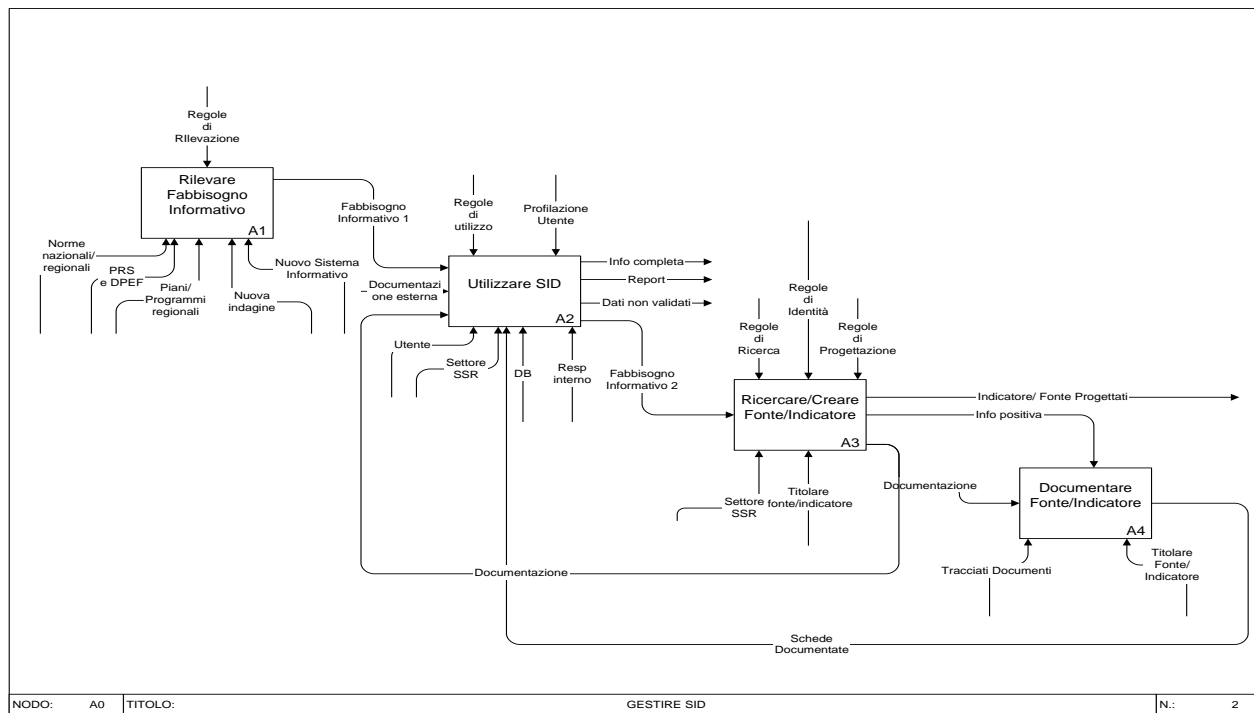 Regole
di
RIlevazione
Rilevare
Fabbisogno
Informativo
A1
Norme
nazionali/
regionali
PRS
e DPEF
Piani/
Programmi
regionali
Nuova
indagine
Nuovo Sistema
Informativo
Fabbisogno
Informativo 1
Regole
di
utilizzo
Profilazione
Utente
Documentazi
one esterna
Utilizzare SID
A2
Info completa
Report
Dati non validati
Utente
Settore
SSR
DB
Resp
interno
Fabbisogno
Informativo 2
Regole
di
Ricerca
Regole
di
Identità
Regole
di
Progettazione
Ricercare/Creare
Fonte/Indicatore
A3
Indicatore/ Fonte Progettati
Info positiva
Settore
SSR
Titolare
fonte/indicatore
Documentazione
Documentare
Fonte/Indicatore
A4
Tracciati Documenti
Titolare
Fonte/
Indicatore
Documentazione
Schede
Documentate
NODO: A0 TITOLO: GESTIRE SID N.: 2